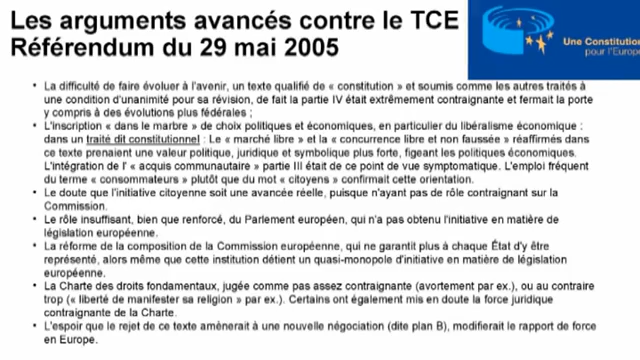 Les arguments avancés contre le TCE
Référendum du 29 mai 2005
Une Constitution
pour l'Europe
• La difficulté de faire évoluer à l'avenir, un texte qualifié de « constitution » et soumis comme les autres traités à
une condition d'unanimité pour sa révision, de fait la partie IV était extrêmement contraignante et fermait la porte
y compris à des évolutions plus fédérales ;
• L'inscription « dans le marbre » de choix politiques et économiques, en particulier du libéralisme économique :
dans un traité dit constitutionnel : Le « marché libre » et la « concurrence libre et non faussée » réaffirmés dans
ce texte prenaient une valeur politique, juridique et symbolique plus forte, figeant les politiques économiques.
L'intégration de l' « acquis communautaire » partie III était de ce point de vue symptomatique. L'emploi fréquent
du terme « consommateurs » plutôt que du mot « citoyens » confirmait cette orientation.
• Le doute que l'initiative citoyenne soit une avancée réelle, puisque n'ayant pas de rôle contraignant sur la
Commission.
• Le rôle insuffisant, bien que renforcé, du Parlement européen, qui n'a pas obtenu l'initiative en matière de
législation européenne.
• La réforme de la composition de la Commission européenne, qui ne garantit plus à chaque État d'y être
représenté, alors même que cette institution détient un quasi-monopole d'initiative en matière de législation
européenne.
• La Charte des droits fondamentaux, jugée comme pas assez contraignante (avortement par ex.), ou au contraire
trop (« liberté de manifester sa religion » par ex.). Certains ont également mis en doute la force juridique
contraignante de la Charte.
• L'espoir que le rejet de ce texte amènerait à une nouvelle négociation (dite plan B), modifierait le rapport de force
en Europe.